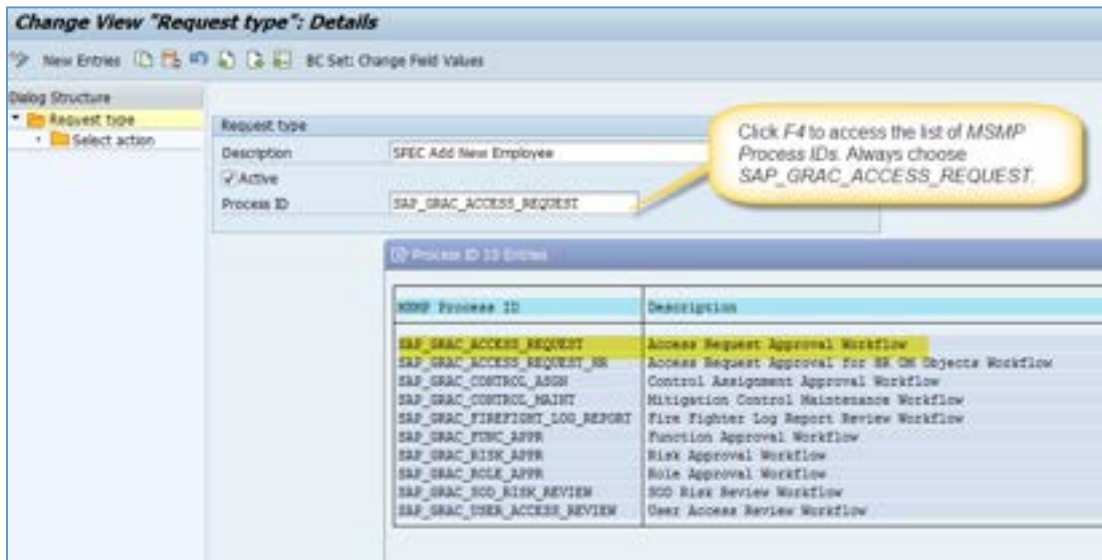 Change View "Request type": Details
New Entries BC Set: Change Field Values
Dialog Structure
Request type
Select action
Request type
Description SPEC Add New Employee
Active
Process ID SAP_GRAC_ACCESS_REQUEST
Click F4 to access the list of MSMP
Process IDs. Always choose
SAP_GRAC_ACCESS_REQUEST.
Process ID 10 Entries
MSMP Process ID Description
SAP_GRAC_ACCESS_REQUEST Access Request Approval Workflow
SAP_GRAC_ACCESS_REQUEST_HR Access Request Approval for HR OM Objects Workflow
SAP_GRAC_CONTROL_ASGN Control Assignment Approval Workflow
SAP_GRAC_CONTROL_MAINT Mitigation Control Maintenance Workflow
SAP_GRAC_FIREFIGHT_LOG_REPORT Fire Fighter Log Report Review Workflow
SAP_GRAC_FUNC_APPR Function Approval Workflow
SAP_GRAC_RISK_APPR Risk Approval Workflow
SAP_GRAC_ROLE_APPR Role Approval Workflow
SAP_GRAC_SOD_RISK_REVIEW SOD Risk Review Workflow
SAP_GRAC_USER_ACCESS_REVIEW User Access Review Workflow